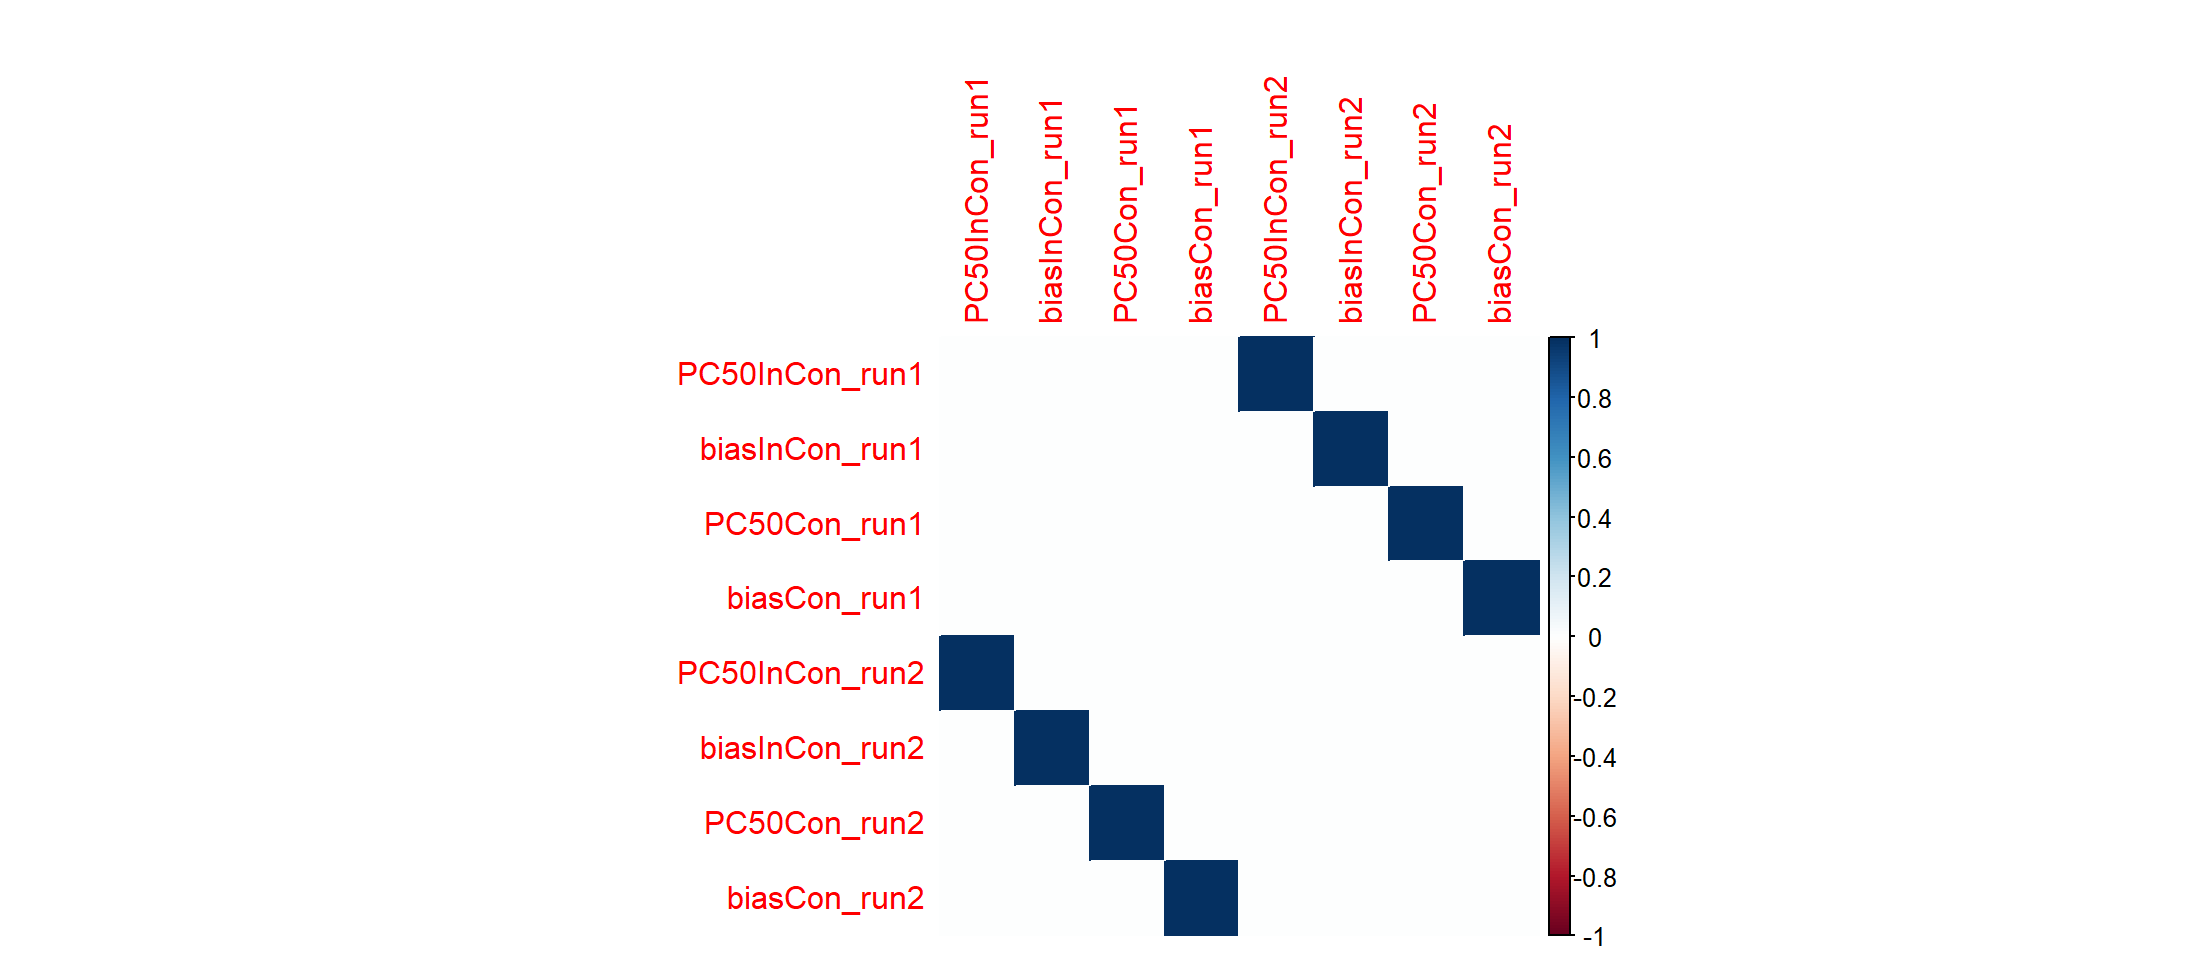 PC50InCon_run1
biasInCon_run1
PC50Con_run1
biasCon_run1
PC50InCon_run2
biasInCon_run2
PC50Con_run2
biasCon_run2
PC50InCon_run1
biasInCon_run1
PC50Con_run1
biasCon_run1
PC50InCon_run2
biasInCon_run2
PC50Con_run2
biasCon_run2
1
0.8
0.6
0.4
0.2
0
-0.2
-0.4
-0.6
-0.8
-1